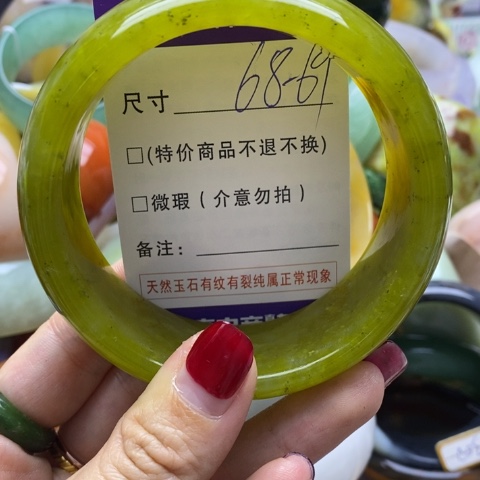 尺寸 68-69
□(特价商品不退不换)
□微瑕(介意勿拍)
备注:
天然玉石有纹有裂纯属正常现象